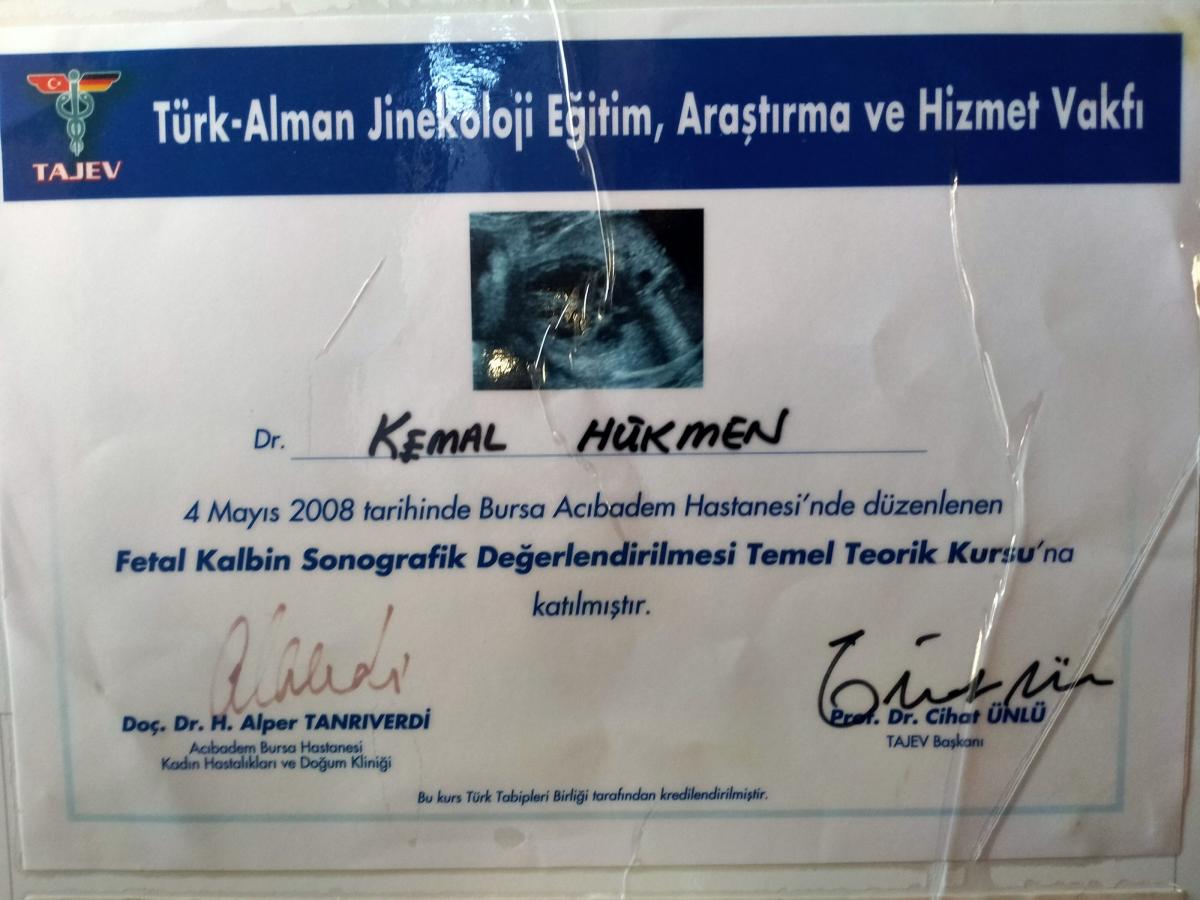 Türk-Alman Jinekoloji Eğitim, Araştırma ve Hizmet Vakfı
TAJEV
Dr. KEMAL HÜKMEN
4 Mayıs 2008 tarihinde Bursa Acıbadem Hastanesi'nde düzenlenen
Fetal Kalbin Sonografik Değerlendirilmesi Temel Teorik Kursu'na
katılmıştır.
Doç. Dr. H. Alper TANRIVERDİ
Acıbadem Bursa Hastanesi
Kadın Hastalıkları ve Doğum Kliniği
Prof. Dr. Cihat ÜNLÜ
TAJEV Başkanı
Bu kurs Türk Tabipleri Birliği tarafından kredilendirilmiştir.